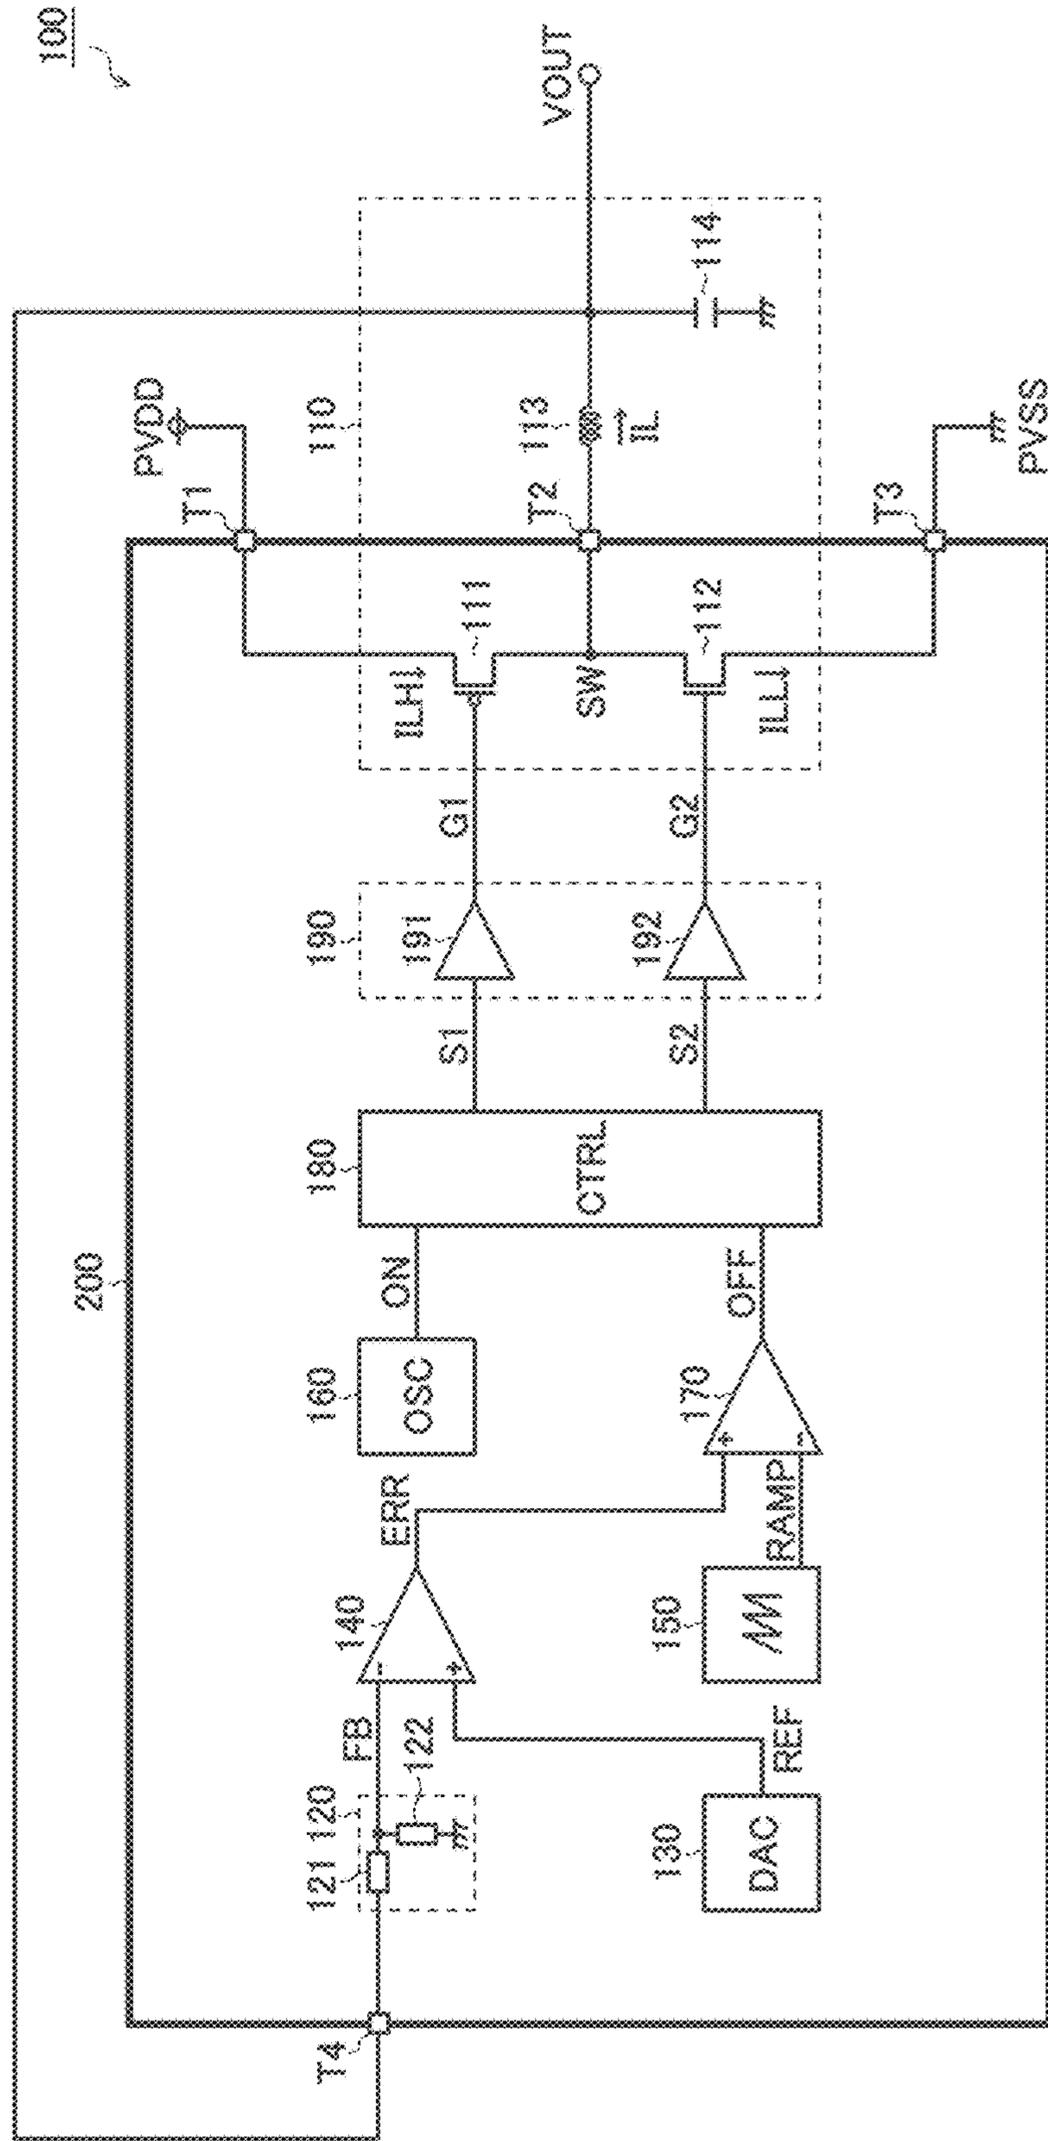 100
200
T4
121
120
FB
122
130
DAC
REF
140
ERR
150
RAMP
160
OSC
ON
170
OFF
180
CTRL
S1
S2
190
191
192
G1
G2
110
ILH
111
SW
112
ILL
T1
PVDD
T2
T3
PVSS
113
IL
114
VOUT
+
-
+
-